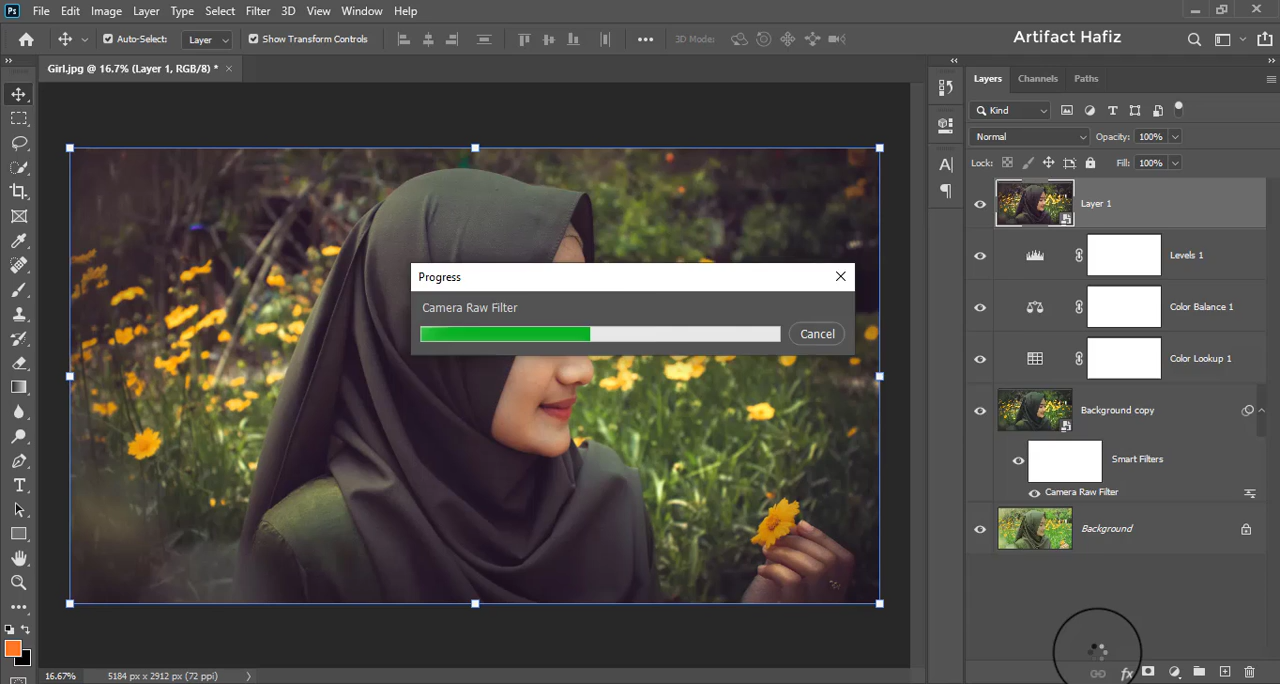 Ps File Edit Image Layer Type Select Filter 3D View Window Help
Auto-Select: Layer Show Transform Controls 3D Mode: Artifact Hafiz
Girl.jpg @ 16.7% (Layer 1, RGB/8) *
Layers Channels Paths
Kind
Normal Opacity: 100%
Lock: Fill: 100%
Layer 1
Levels 1
Progress
Camera Raw Filter
Cancel
Color Balance 1
Color Lookup 1
Background copy
Smart Filters
Camera Raw Filter
Background
16.67% 5184 px x 2912 px (72 ppi)
fx